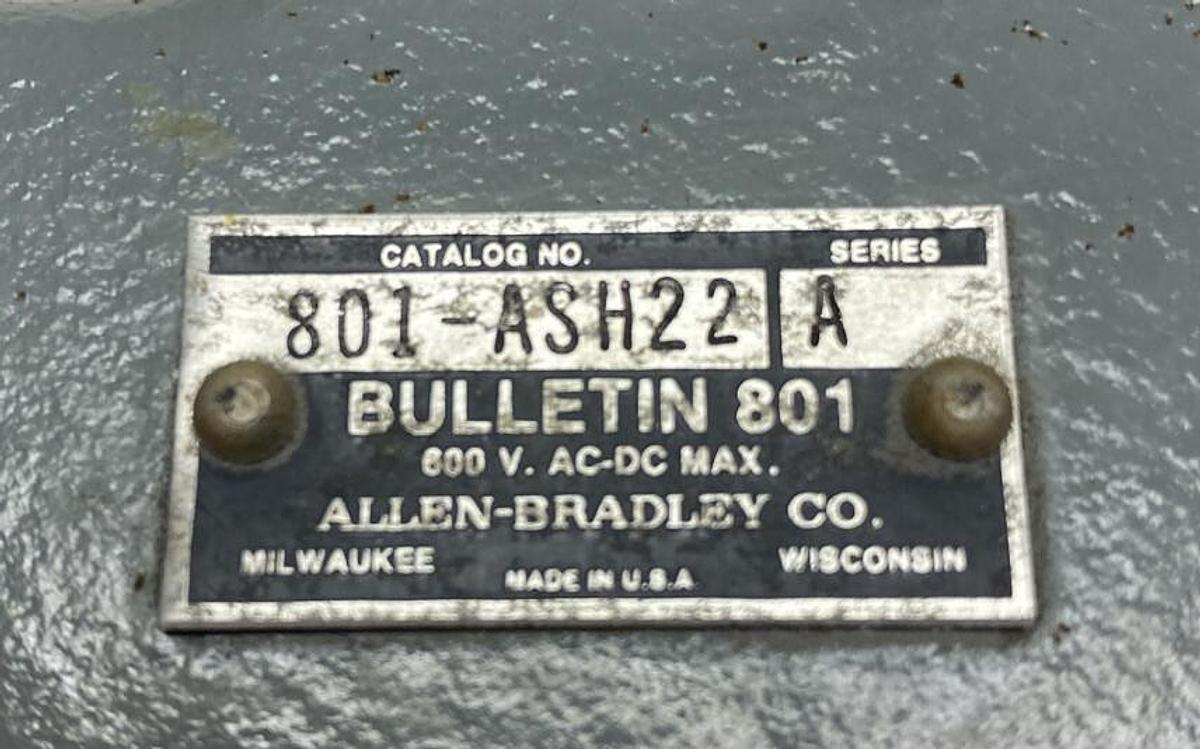 CATALOG NO. SERIES
801-ASH22 A
BULLETIN 801
600 V. AC-DC MAX.
ALLEN-BRADLEY CO.
MILWAUKEE WISCONSIN
MADE IN U.S.A